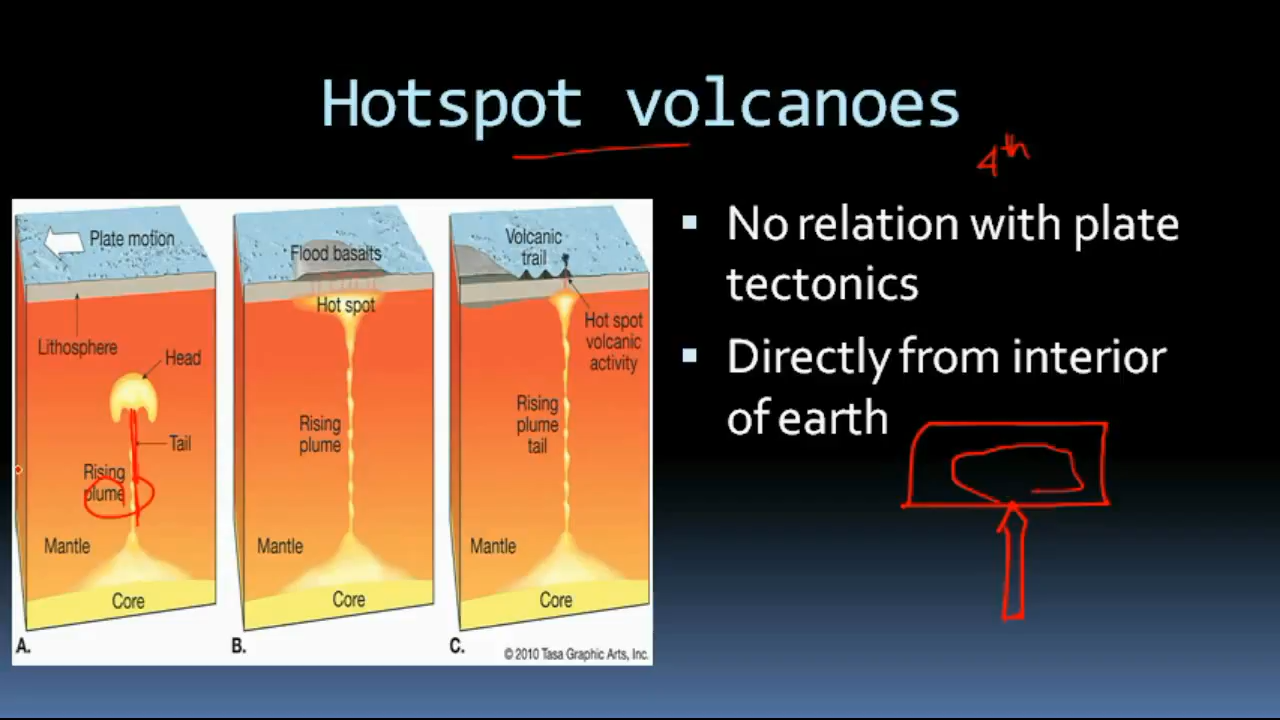 Hotspot volcanoes
4th
No relation with plate
tectonics
Directly from interior
of earth
Plate motion
Lithosphere
Head
Tail
Rising
plume
Mantle
Core
A.
Flood basalts
Hot spot
Rising
plume
Mantle
Core
B.
Volcanic
trail
Hot spot
volcanic
activity
Rising
plume
tail
Mantle
Core
C.
© 2010 Tasa Graphic Arts, Inc.